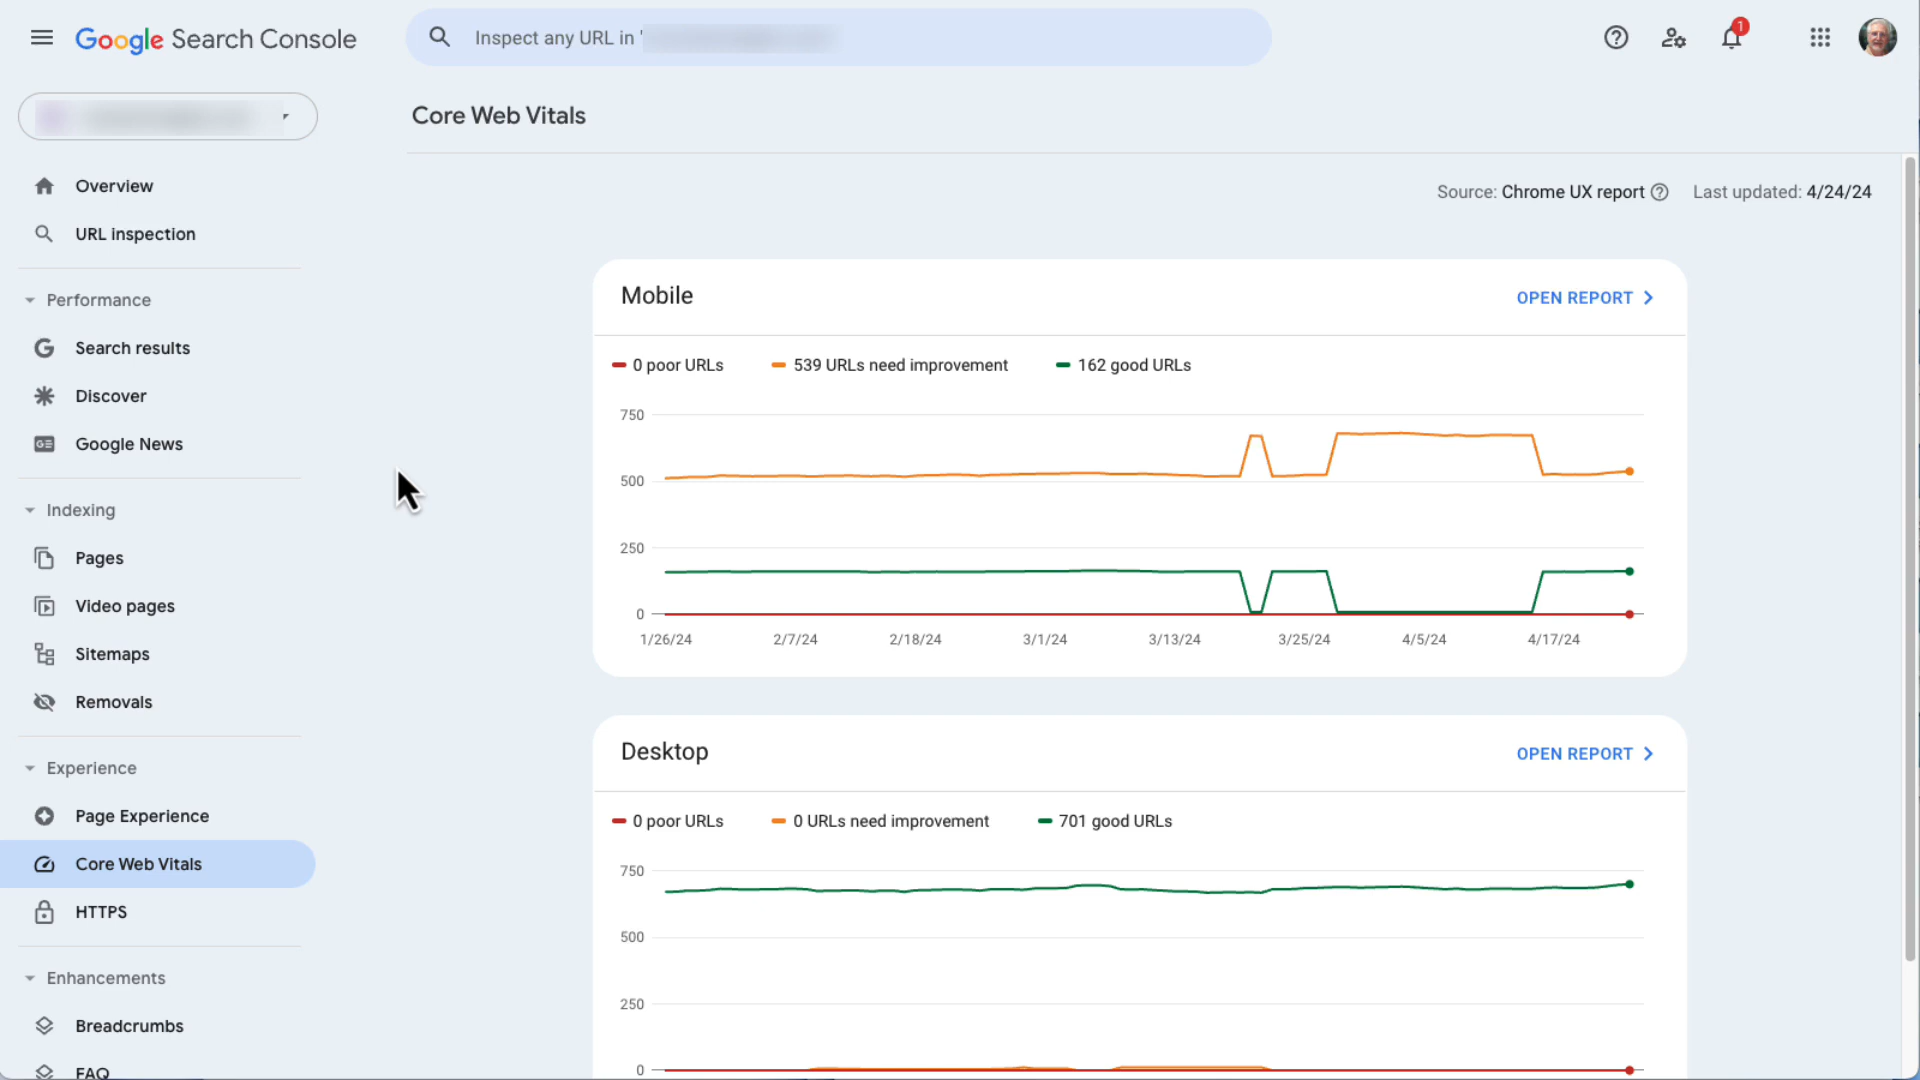 Google Search Console
Inspect any URL in '
1
Core Web Vitals
Source: Chrome UX report
Last updated: 4/24/24
Overview
URL inspection
Performance
Search results
Discover
Google News
Indexing
Pages
Video pages
Sitemaps
Removals
Experience
Page Experience
Core Web Vitals
HTTPS
Enhancements
Breadcrumbs
FAQ
Mobile
OPEN REPORT
0 poor URLs
539 URLs need improvement
162 good URLs
750
500
250
0
1/26/24 2/7/24 2/18/24 3/1/24 3/13/24 3/25/24 4/5/24 4/17/24
Desktop
OPEN REPORT
0 poor URLs
0 URLs need improvement
701 good URLs
750
500
250
0